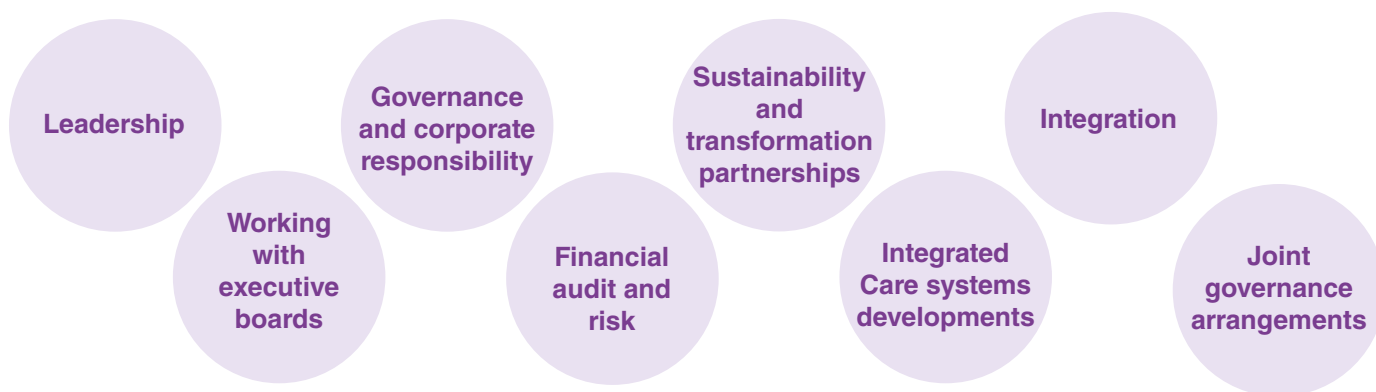 Leadership
Working
with
executive
boards
Governance
and corporate
responsibility
Financial
audit and
risk
Sustainability
and
transformation
partnerships
Integrated
Care systems
developments
Integration
Joint
governance
arrangements